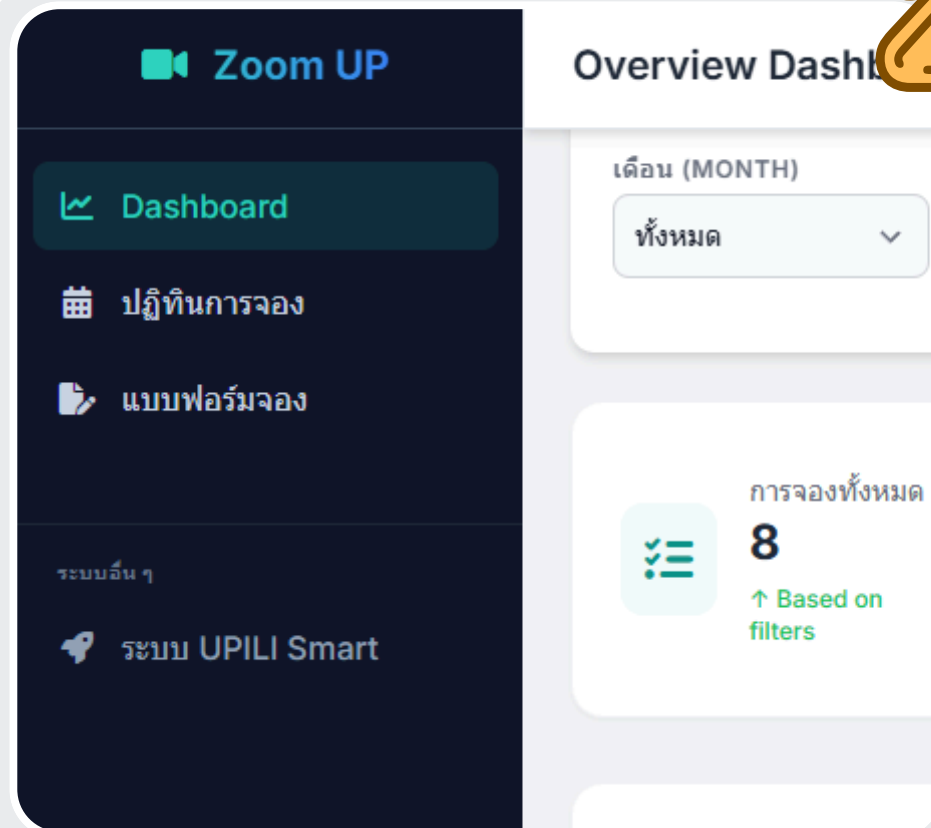 Zoom UP
Dashboard
ปฏิทินการจอง
แบบฟอร์มจอง
ระบบอื่น ๆ
ระบบ UPILI Smart
Overview
เดือน (MONTH)
ทั้งหมด
การจองทั้งหมด
8
↑ Based on
filters